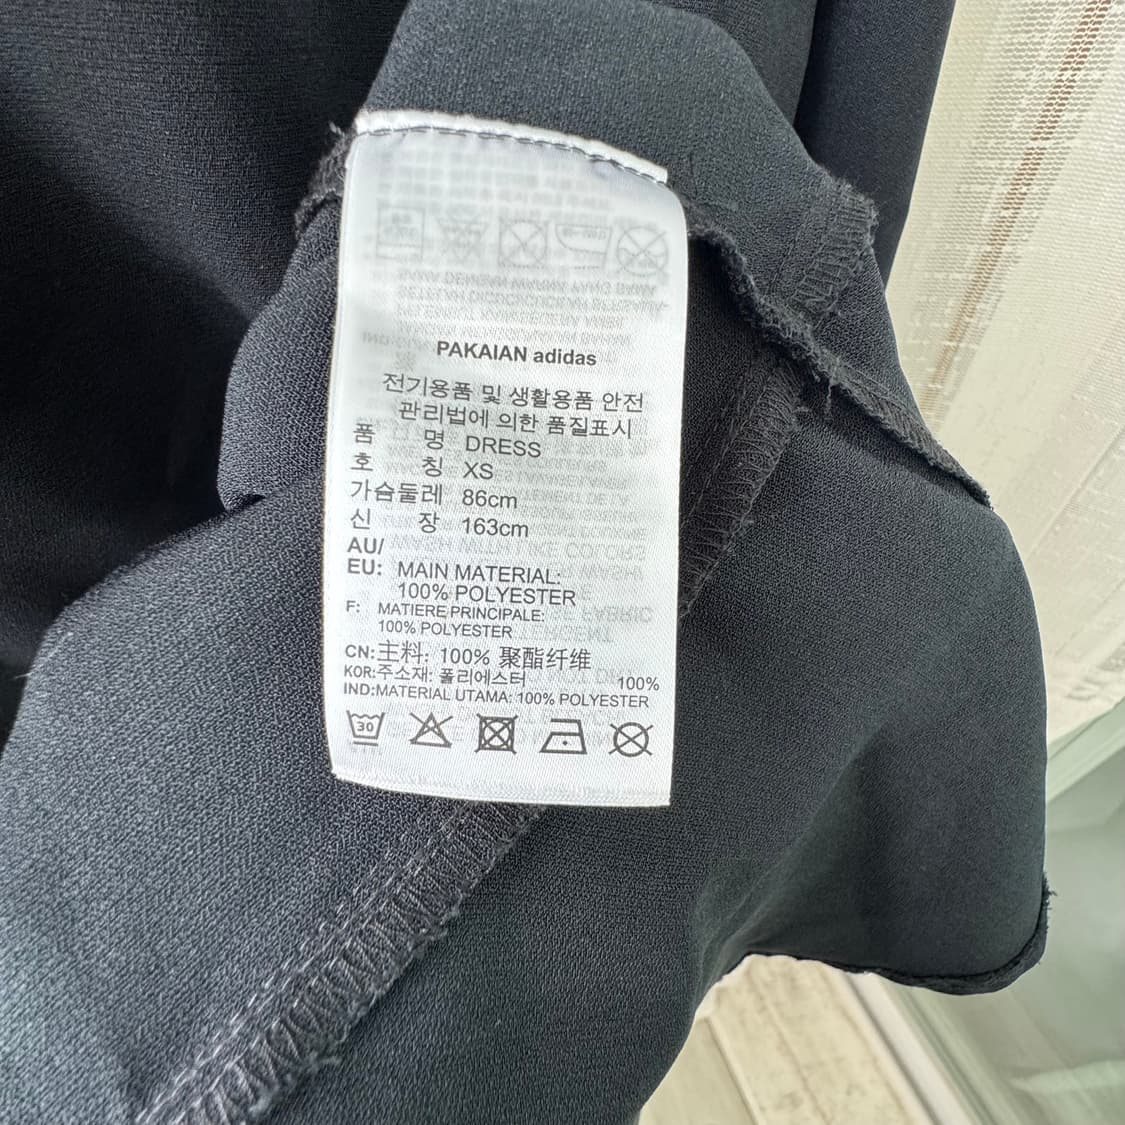 PAKAIAN adidas
전기용품 및 생활용품 안전
관리법에 의한 품질표시
품 명 DRESS
호 칭 XS
가슴둘레 86cm
신 장 163cm
AU/
EU: MAIN MATERIAL:
100% POLYESTER
F: MATIERE PRINCIPALE:
100% POLYESTER
CN:主料: 100% 聚酯纤维
KOR:주소재: 폴리에스터 100%
IND:MATERIAL UTAMA: 100% POLYESTER
30